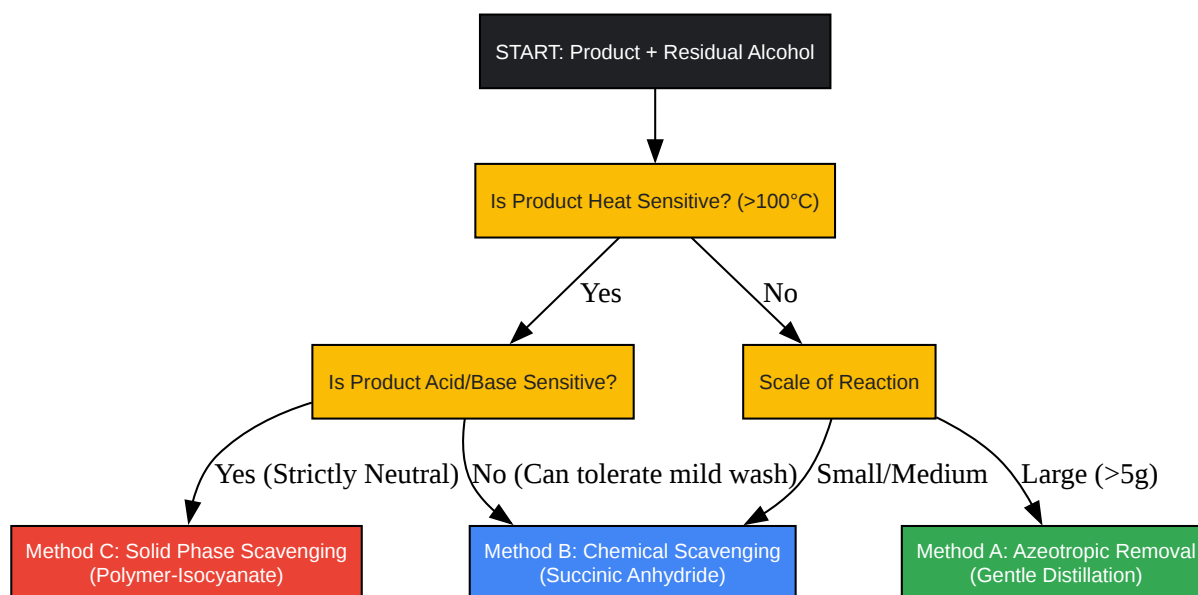 START: Product + Residual Alcohol
Is Product Heat Sensitive? (>100°C)
Yes
No
Is Product Acid/Base Sensitive?
Scale of Reaction
Yes (Strictly Neutral)
No (Can tolerate mild wash)
Small/Medium
Large (>5g)
Method C: Solid Phase Scavenging
(Polymer-Isocyanate)
Method B: Chemical Scavenging
(Succinic Anhydride)
Method A: Azeotropic Removal
(Gentle Distillation)